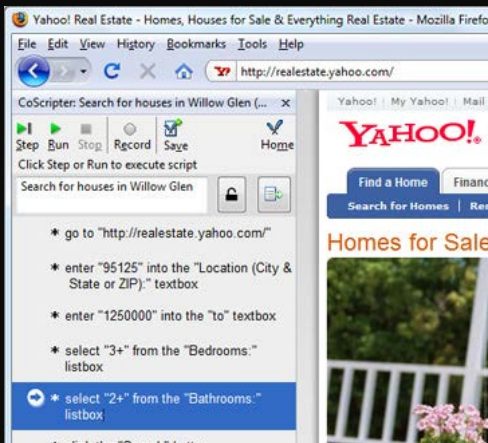 Yahoo! Real Estate - Homes, Houses for Sale & Everything Real Estate - Mozilla Firefo
File Edit View History Bookmarks Tools Help
http://realestate.yahoo.com/
CoScripter: Search for houses in Willow Glen (... x
Yahoo! My Yahoo! Mail
Step Run Stop Record Save Home
YAHOO!
Click Step or Run to execute script
Search for houses in Willow Glen
Find a Home Financ
Search for Homes | Re
* go to "http://realestate.yahoo.com/"
Homes for Sale
* enter "95125" into the "Location (City &
State or ZIP):" textbox
* enter "1250000" into the "to" textbox
* select "3+" from the "Bedrooms:"
listbox
* select "2+" from the "Bathrooms:"
listbox